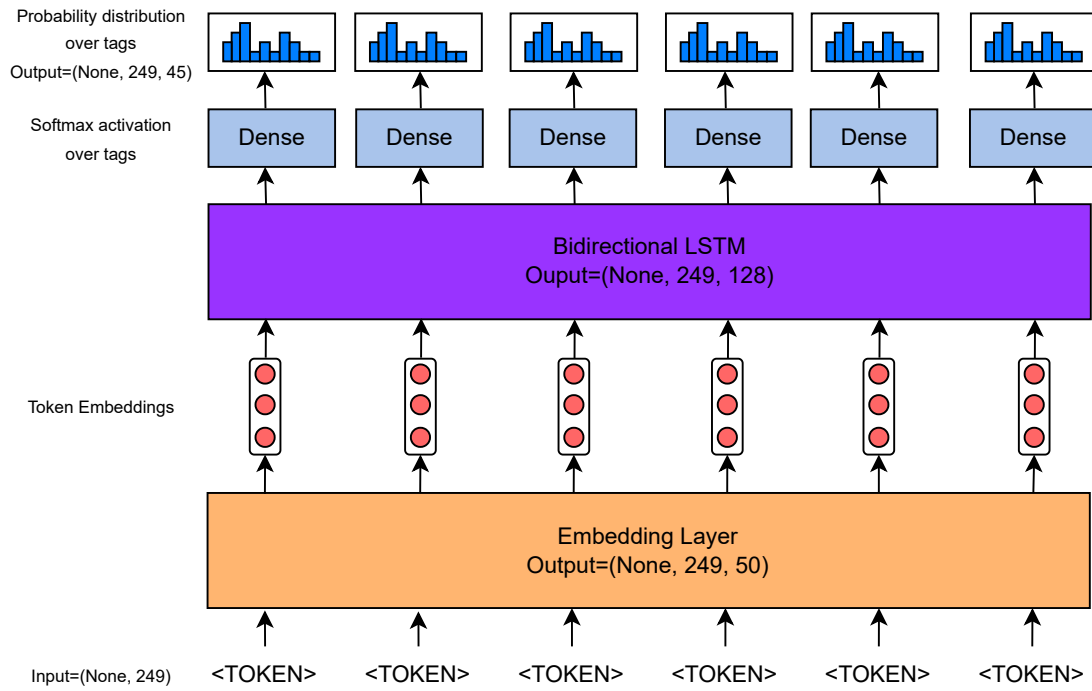 Probability distribution
over tags
Output=(None, 249, 45)
Softmax activation
over tags
Dense Dense Dense Dense Dense Dense
Bidirectional LSTM
Ouput=(None, 249, 128)
Token Embeddings
Embedding Layer
Output=(None, 249, 50)
Input=(None, 249) <TOKEN> <TOKEN> <TOKEN> <TOKEN> <TOKEN> <TOKEN>